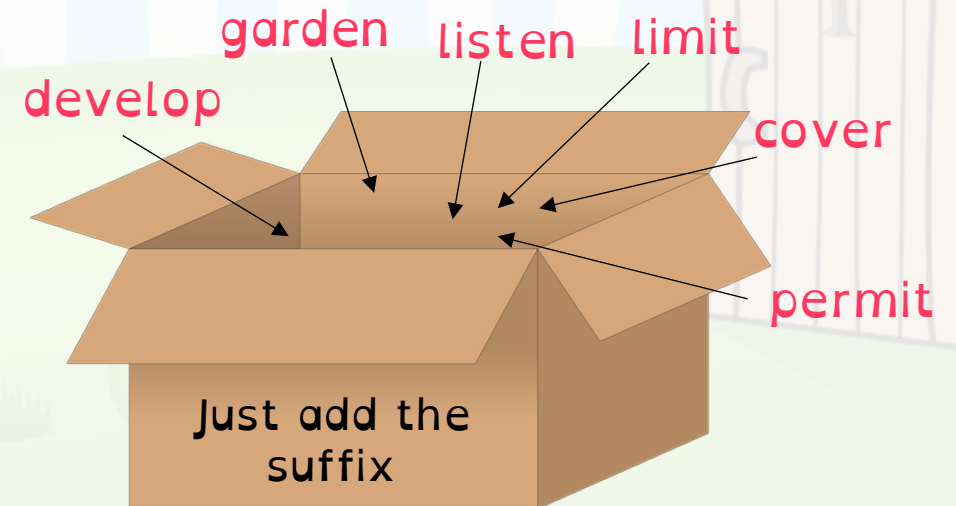 garden
listen
limit
develop
cover
permit
Just add the
suffix